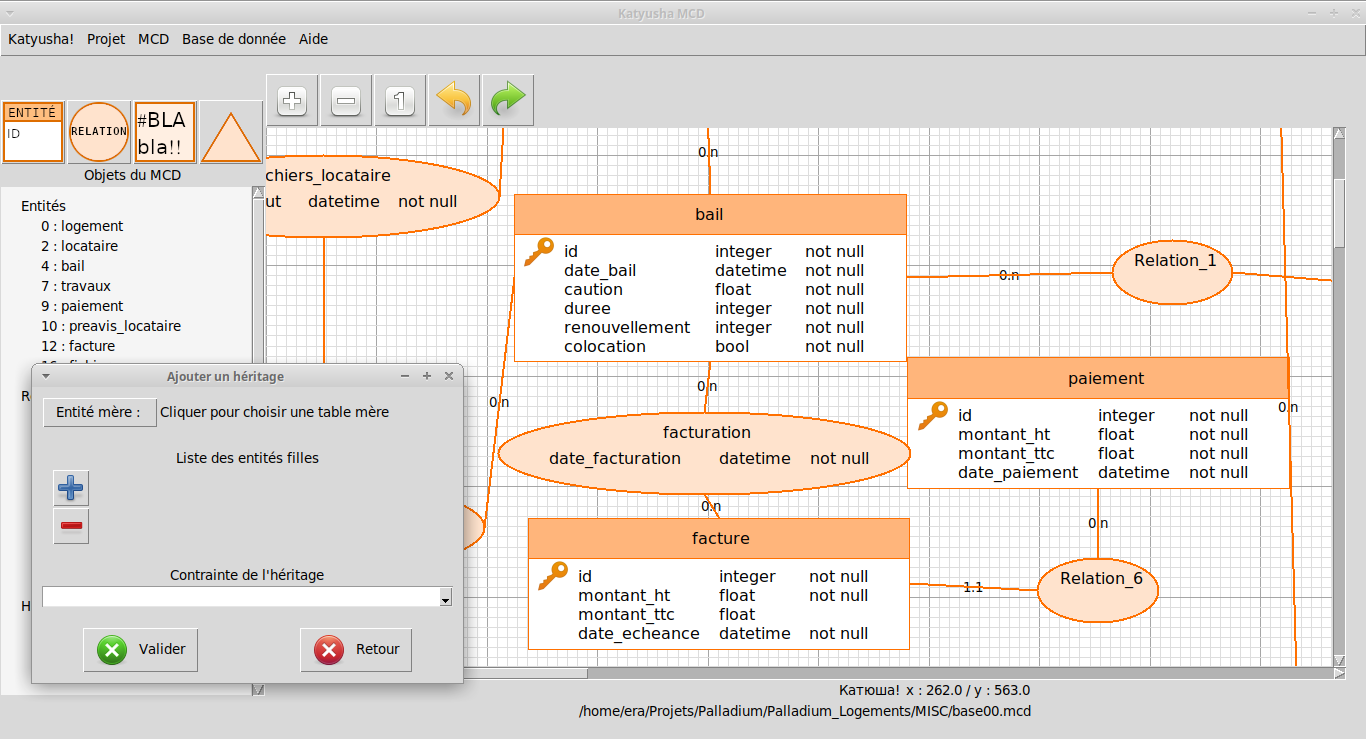 Katyusha MCD
Katyusha! Projet MCD Base de donnée Aide
ENTITÉ
ID
RELATION
#BLA
bla!!
1
Objets du MCD
Entités
0 : logement
2 : locataire
4 : bail
7 : travaux
9 : paiement
10 : preavis_locataire
12 : facture
R
H
chiers_locataire
ut datetime not null
0.n
bail
id integer not null
date_bail datetime not null
caution float not null
duree integer not null
renouvellement integer not null
colocation bool not null
0.n
Relation_1
0.n
0.n
facturation
date_facturation datetime not null
0.n
paiement
id integer not null
montant_ht float not null
montant_ttc float not null
date_paiement datetime not null
0.n
0.n
facture
id integer not null
montant_ht float not null
montant_ttc float
date_echeance datetime not null
1.1
Relation_6
0.n
Ajouter un héritage
Entité mère : Cliquer pour choisir une table mère
Liste des entités filles
Contrainte de l'héritage
Valider Retour
Катюша! x : 262.0 / y : 563.0
/home/era/Projets/Palladium/Palladium_Logements/MISC/base00.mcd